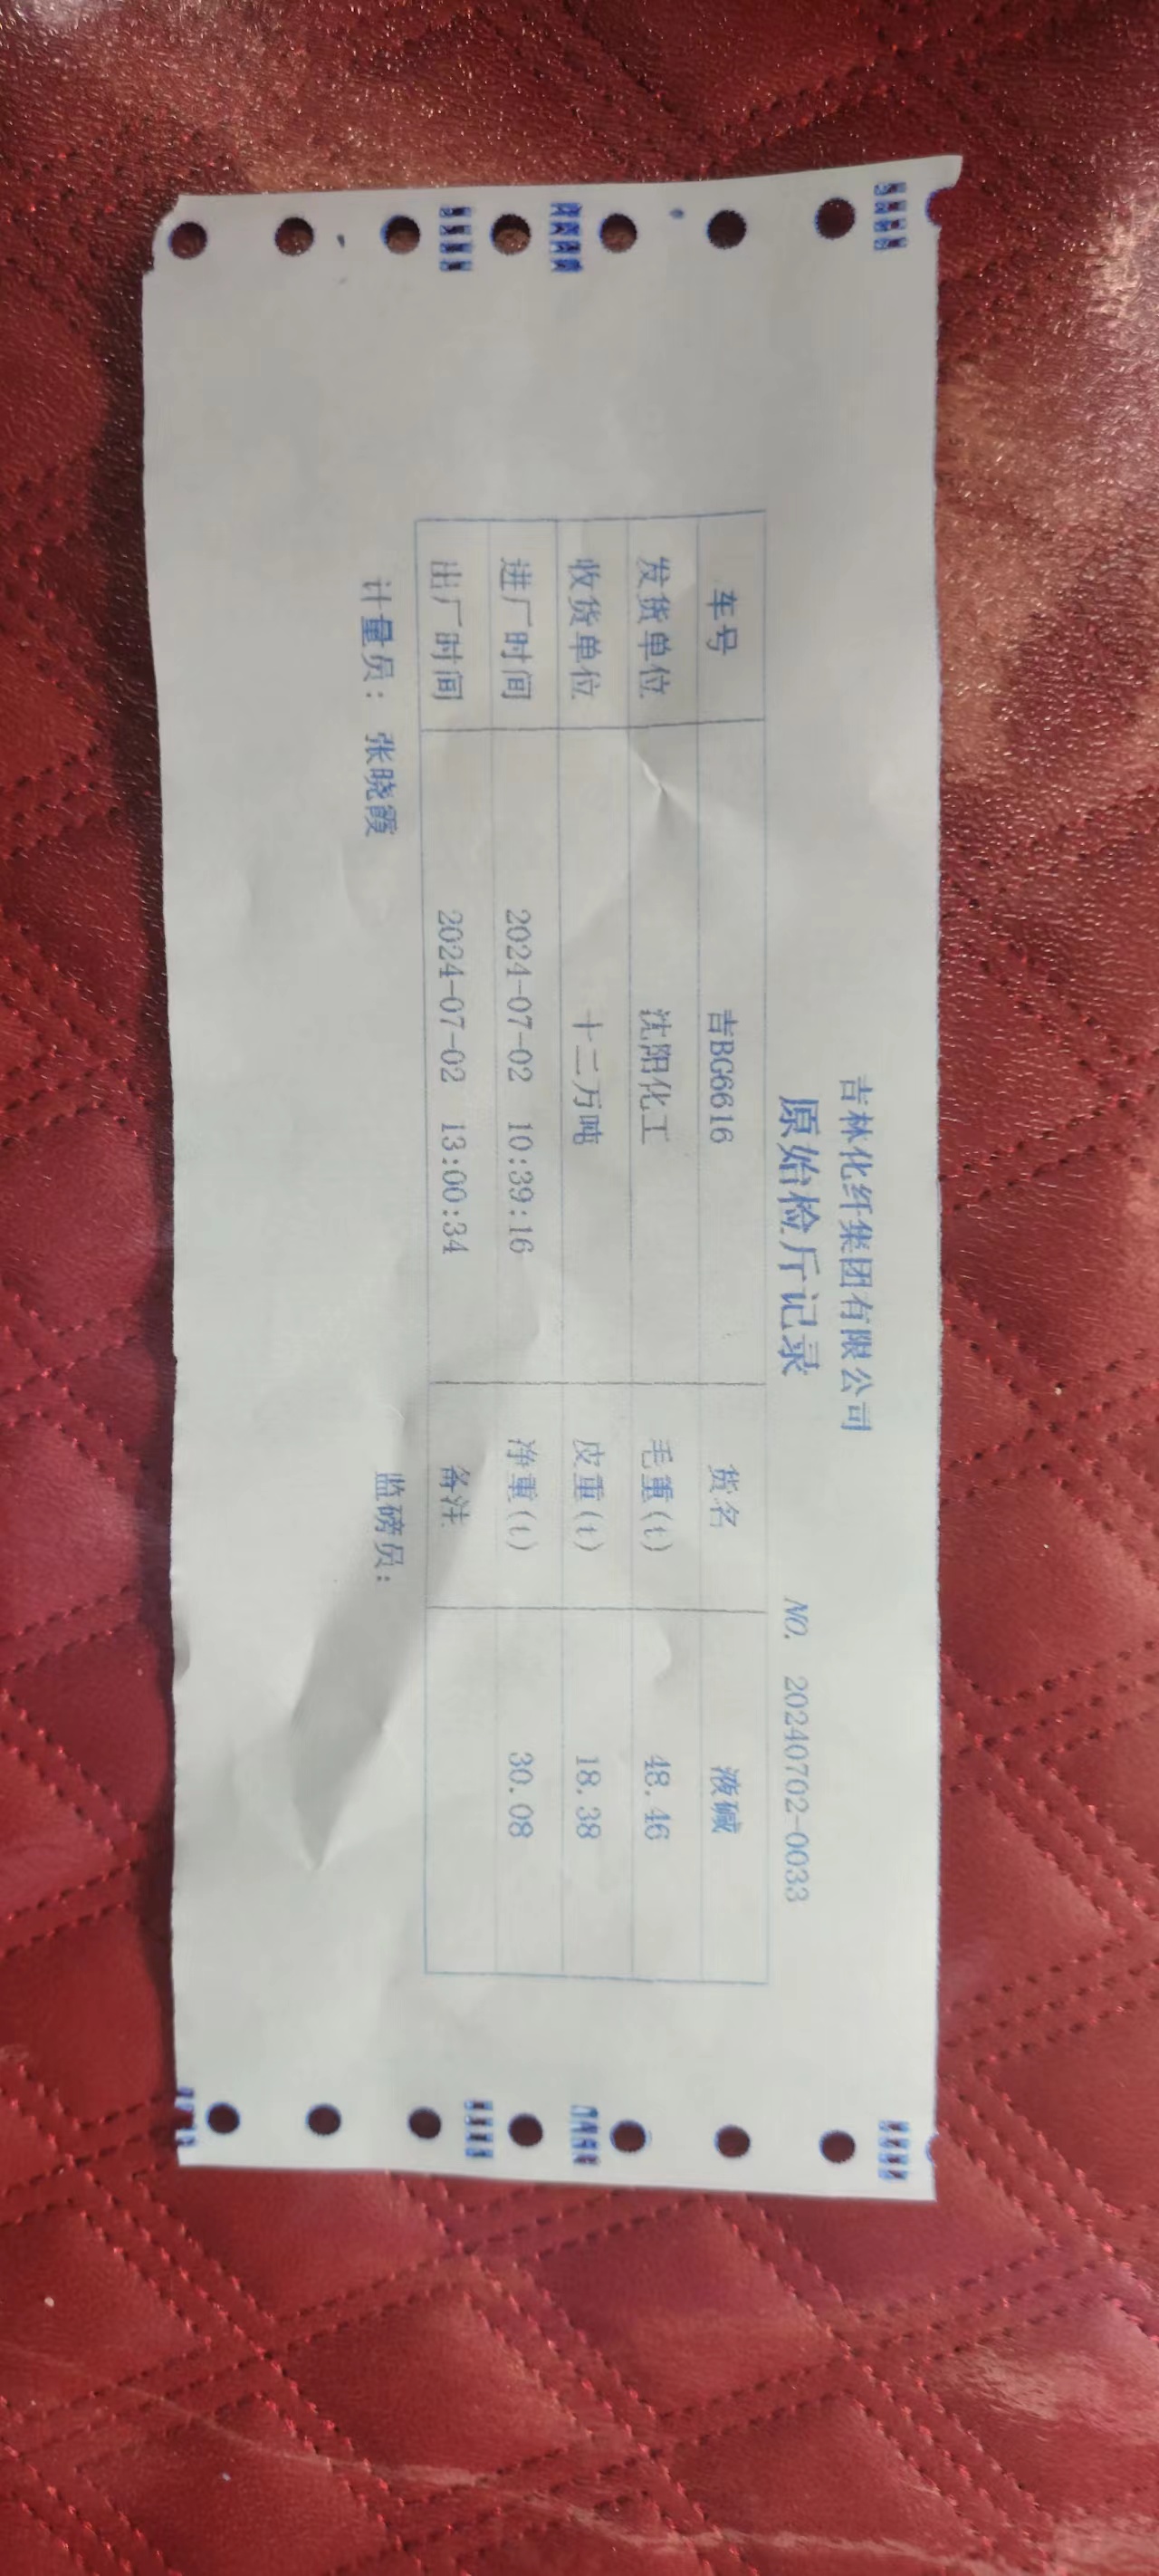 吉林化纤集团有限公司
原始检斤记录
NO. 20240702-0033
车号 吉BG6616 货名 液碱
发货单位 沈阳化工 毛重(t) 48.46
收货单位 十二万吨 皮重(t) 18.38
进厂时间 2024-07-02 10:39:16 净重(t) 30.08
出厂时间 2024-07-02 13:00:34 备注
计量员: 张晓霞 监磅员: